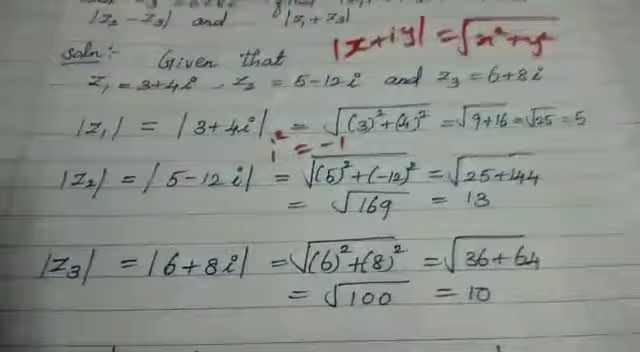 |z₂ - z₃| and |z₁ + z₃|
|x+iy| = √x²+y²
Soln:- Given that
z₁ = 3+4i, z₂ = 5-12i and z₃ = 6+8i
|z₁| = |3+4i| = √(3)²+(4)² = √9+16 = √25 = 5
i² = -1
|z₂| = |5-12i| = √(5)²+(-12)² = √25+144
= √169 = 13
|z₃| = |6+8i| = √(6)²+(8)² = √36+64
= √100 = 10